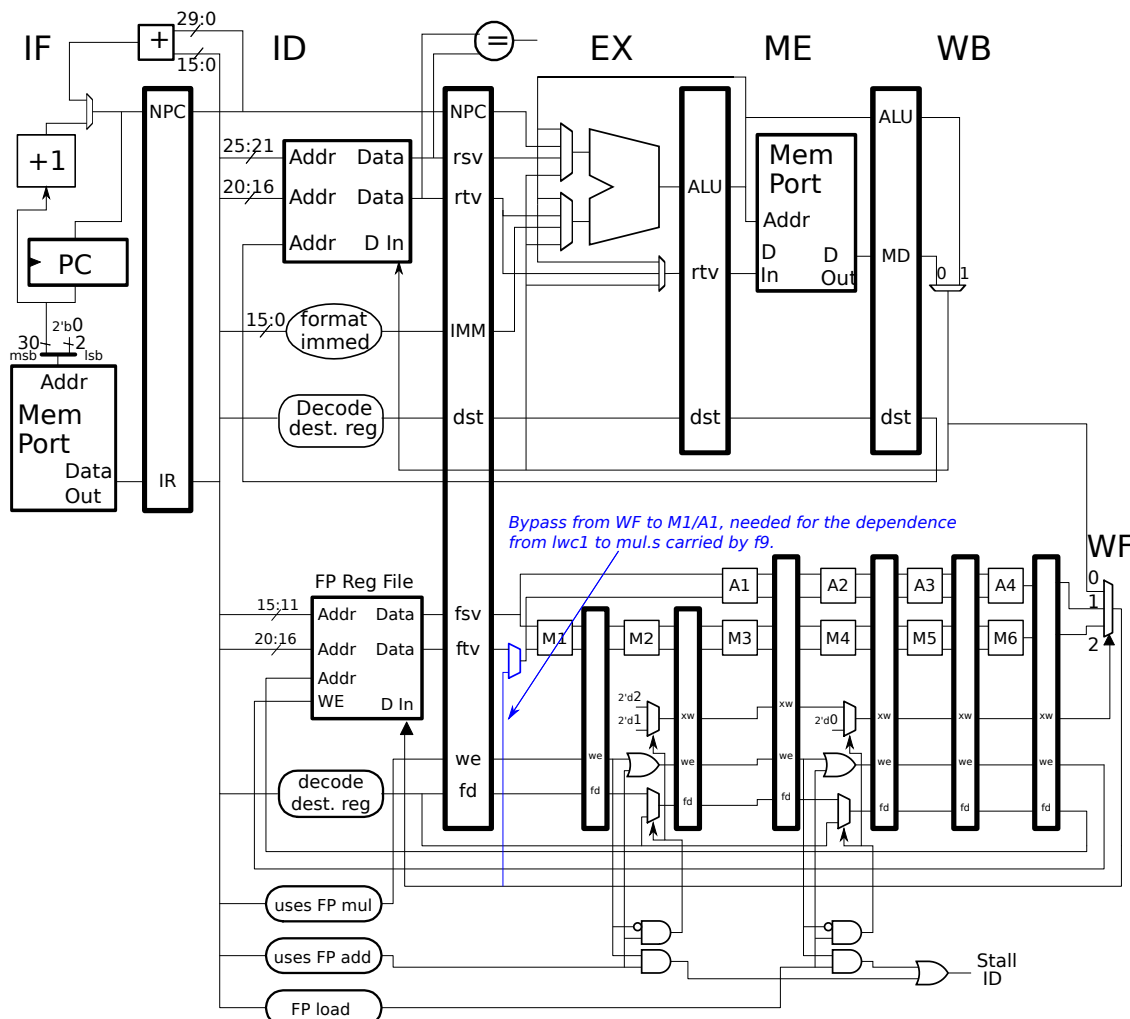 IF
ID
EX
ME
WB
29:0
15:0
+
=
NPC
NPC
ALU
+1
25:21
Addr
Data
rsv
20:16
Addr
Data
rtv
ALU
Mem
Port
Addr
Addr
D In
PC
D
In
D
Out
rtv
MD
0
1
15:0
format
immed
IMM
2'b0
30
2
msb
lsb
Addr
Mem
Port
Data
Out
IR
Decode
dest. reg
dst
dst
dst
Bypass from WF to M1/A1, needed for the dependence
from lwc1 to mul.s carried by f9.
WF
FP Reg File
15:11
Addr
Data
fsv
20:16
Addr
Data
ftv
Addr
WE
D In
A1
A2
A3
A4
0
1
2
M1
M2
M3
M4
M5
M6
2'd2
2'd1
2'd0
xw
xw
xw
xw
xw
we
we
we
we
we
we
we
fd
fd
fd
fd
fd
fd
fd
decode
dest. reg
uses FP mul
uses FP add
FP load
Stall
ID